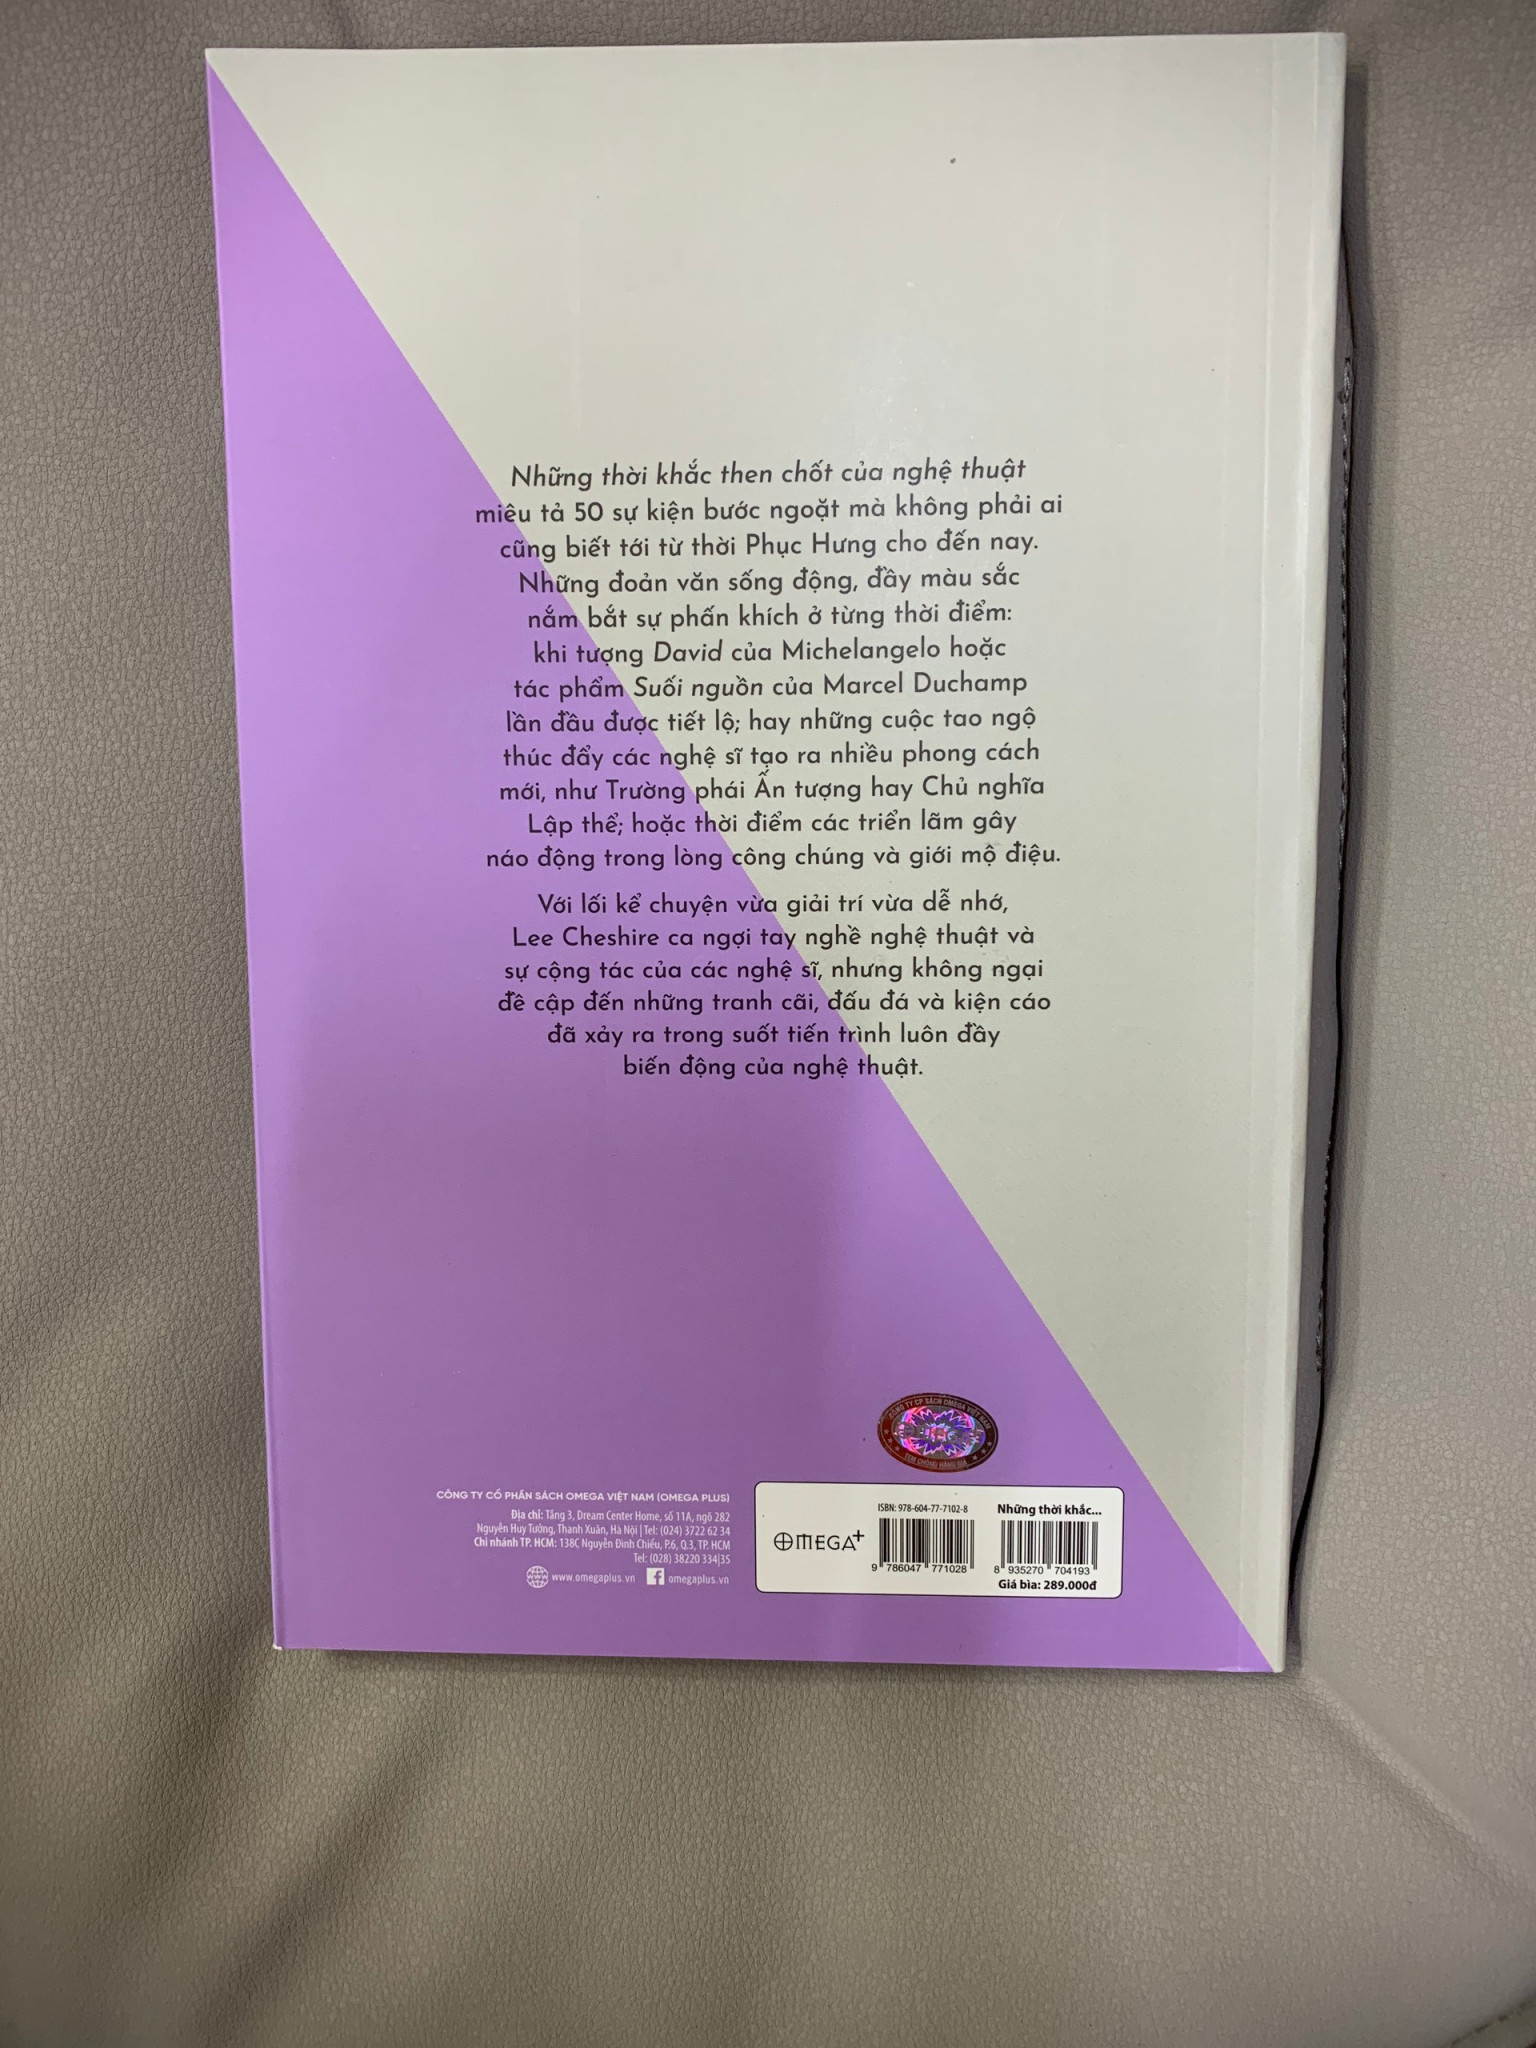 Những thời khắc then chốt của nghệ thuật
miêu tả 50 sự kiện bước ngoặt mà không phải ai
cũng biết tới từ thời Phục Hưng cho đến nay.
Những đoản văn sống động, đầy màu sắc
nắm bắt sự phấn khích ở từng thời điểm:
khi tượng David của Michelangelo hoặc
tác phẩm Suối nguồn của Marcel Duchamp
lần đầu được tiết lộ; hay những cuộc tao ngộ
thúc đẩy các nghệ sĩ tạo ra nhiều phong cách
mới, như Trường phái Ấn tượng hay Chủ nghĩa
Lập thể; hoặc thời điểm các triển lãm gây
náo động trong lòng công chúng và giới mộ điệu.
Với lối kể chuyện vừa giải trí vừa dễ nhớ,
Lee Cheshire ca ngợi tay nghề nghệ thuật và
sự cộng tác của các nghệ sĩ, nhưng không ngại
đề cập đến những tranh cãi, đấu đá và kiện cáo
đã xảy ra trong suốt tiến trình luôn đầy
biến động của nghệ thuật.
CÔNG TY CP SÁCH OMEGA VIỆT NAM
TEM CHỐNG HÀNG GIẢ
CÔNG TY CỔ PHẦN SÁCH OMEGA VIỆT NAM (OMEGA PLUS)
Địa chỉ: Tầng 3, Dream Center Home, số 11A, ngõ 282
Nguyễn Huy Tưởng, Thanh Xuân, Hà Nội | Tel: (024) 3722 62 34
Chi nhánh TP. HCM: 138C Nguyễn Đình Chiểu, P.6, Q.3, TP. HCM
Tel: (028) 38220 334|35
www.omegaplus.vn omegaplus.vn
OMEGA+
ISBN: 978-604-77-7102-8
9 786047 771028
Những thời khắc...
8 935270 704193
Giá bìa: 289.000đ